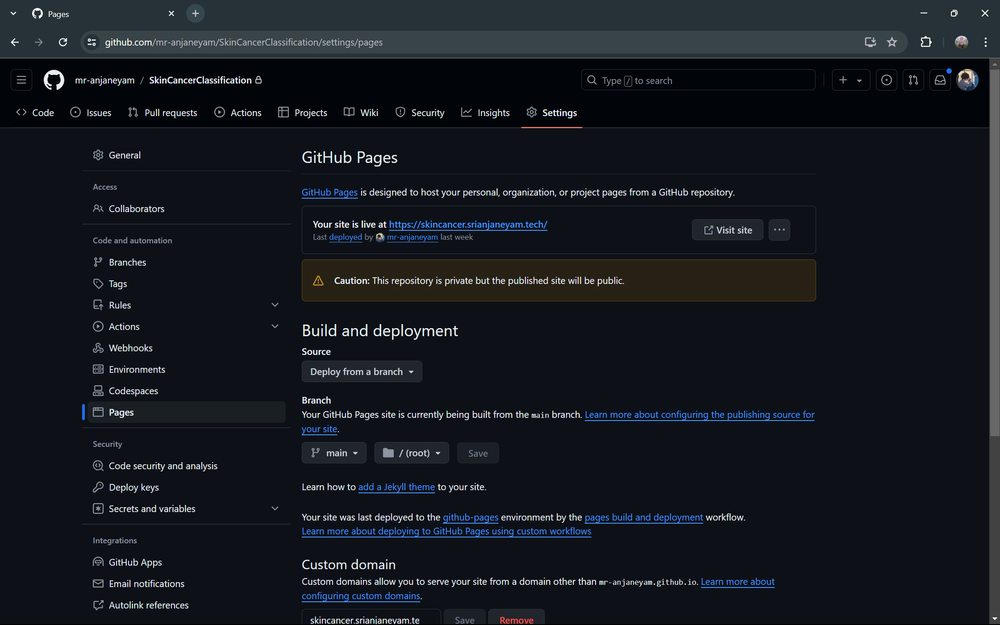 Pages
github.com/mr-anjaneyam/SkinCancerClassification/settings/pages
mr-anjaneyam / SkinCancerClassification
Type / to search
Code
Issues
Pull requests
Actions
Projects
Wiki
Security
Insights
Settings
General
Access
Collaborators
Code and automation
Branches
Tags
Rules
Actions
Webhooks
Environments
Codespaces
Pages
Security
Code security and analysis
Deploy keys
Secrets and variables
Integrations
GitHub Apps
Email notifications
Autolink references
GitHub Pages
GitHub Pages is designed to host your personal, organization, or project pages from a GitHub repository.
Your site is live at https://skincancer.srianjaneyam.tech/
Last deployed by mr-anjaneyam last week
Visit site
Caution: This repository is private but the published site will be public.
Build and deployment
Source
Deploy from a branch
Branch
Your GitHub Pages site is currently being built from the main branch. Learn more about configuring the publishing source for
your site.
main
/ (root)
Save
Learn how to add a Jekyll theme to your site.
Your site was last deployed to the github-pages environment by the pages build and deployment workflow.
Learn more about deploying to GitHub Pages using custom workflows
Custom domain
Custom domains allow you to serve your site from a domain other than mr-anjaneyam.github.io. Learn more about
configuring custom domains.
skincancer.srianjaneyam.te
Save
Remove